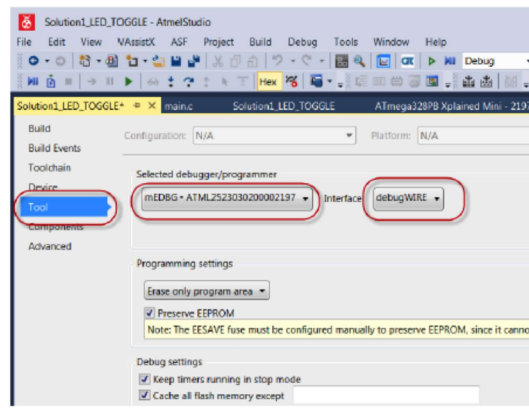 Solution1_LED_TOGGLE - AtmelStudio
File Edit View VAssistX ASF Project Build Debug Tools Window Help
Debug
Hex
Solution1_LED_TOGGLE* main.c Solution1_LED_TOGGLE ATmega328PB Xplained Mini - 2197
Build
Configuration: N/A Platform: N/A
Build Events
Toolchain
Selected debugger/programmer
Device
Tool
mEDBG • ATML2523030200002197 Interface debugWIRE
Components
Advanced
Programming settings
Erase only program area
Preserve EEPROM
Note: The EESAVE fuse must be configured manually to preserve EEPROM, since it canno
Debug settings
Keep timers running in stop mode
Cache all flash memory except